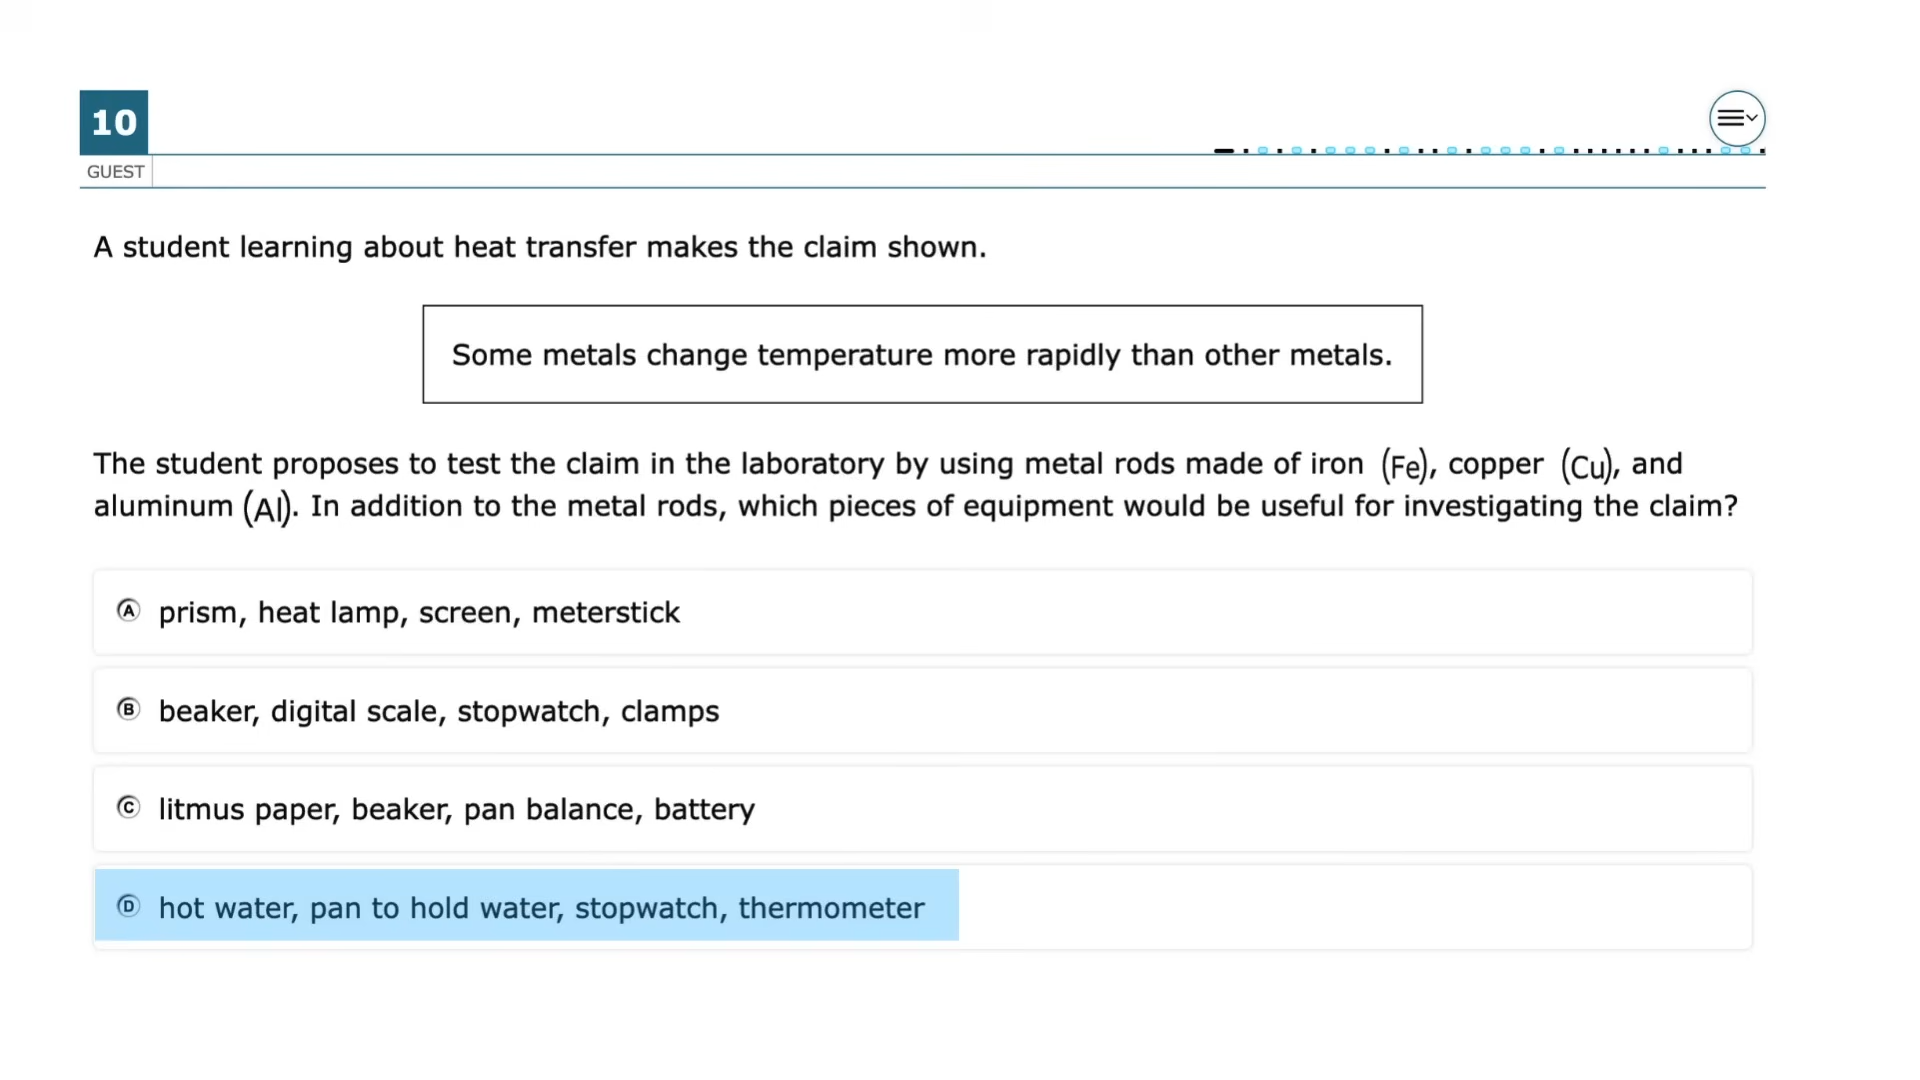 10
GUEST
A student learning about heat transfer makes the claim shown.
Some metals change temperature more rapidly than other metals.
The student proposes to test the claim in the laboratory by using metal rods made of iron (Fe), copper (Cu), and
aluminum (Al). In addition to the metal rods, which pieces of equipment would be useful for investigating the claim?
A prism, heat lamp, screen, meterstick
B beaker, digital scale, stopwatch, clamps
C litmus paper, beaker, pan balance, battery
D hot water, pan to hold water, stopwatch, thermometer